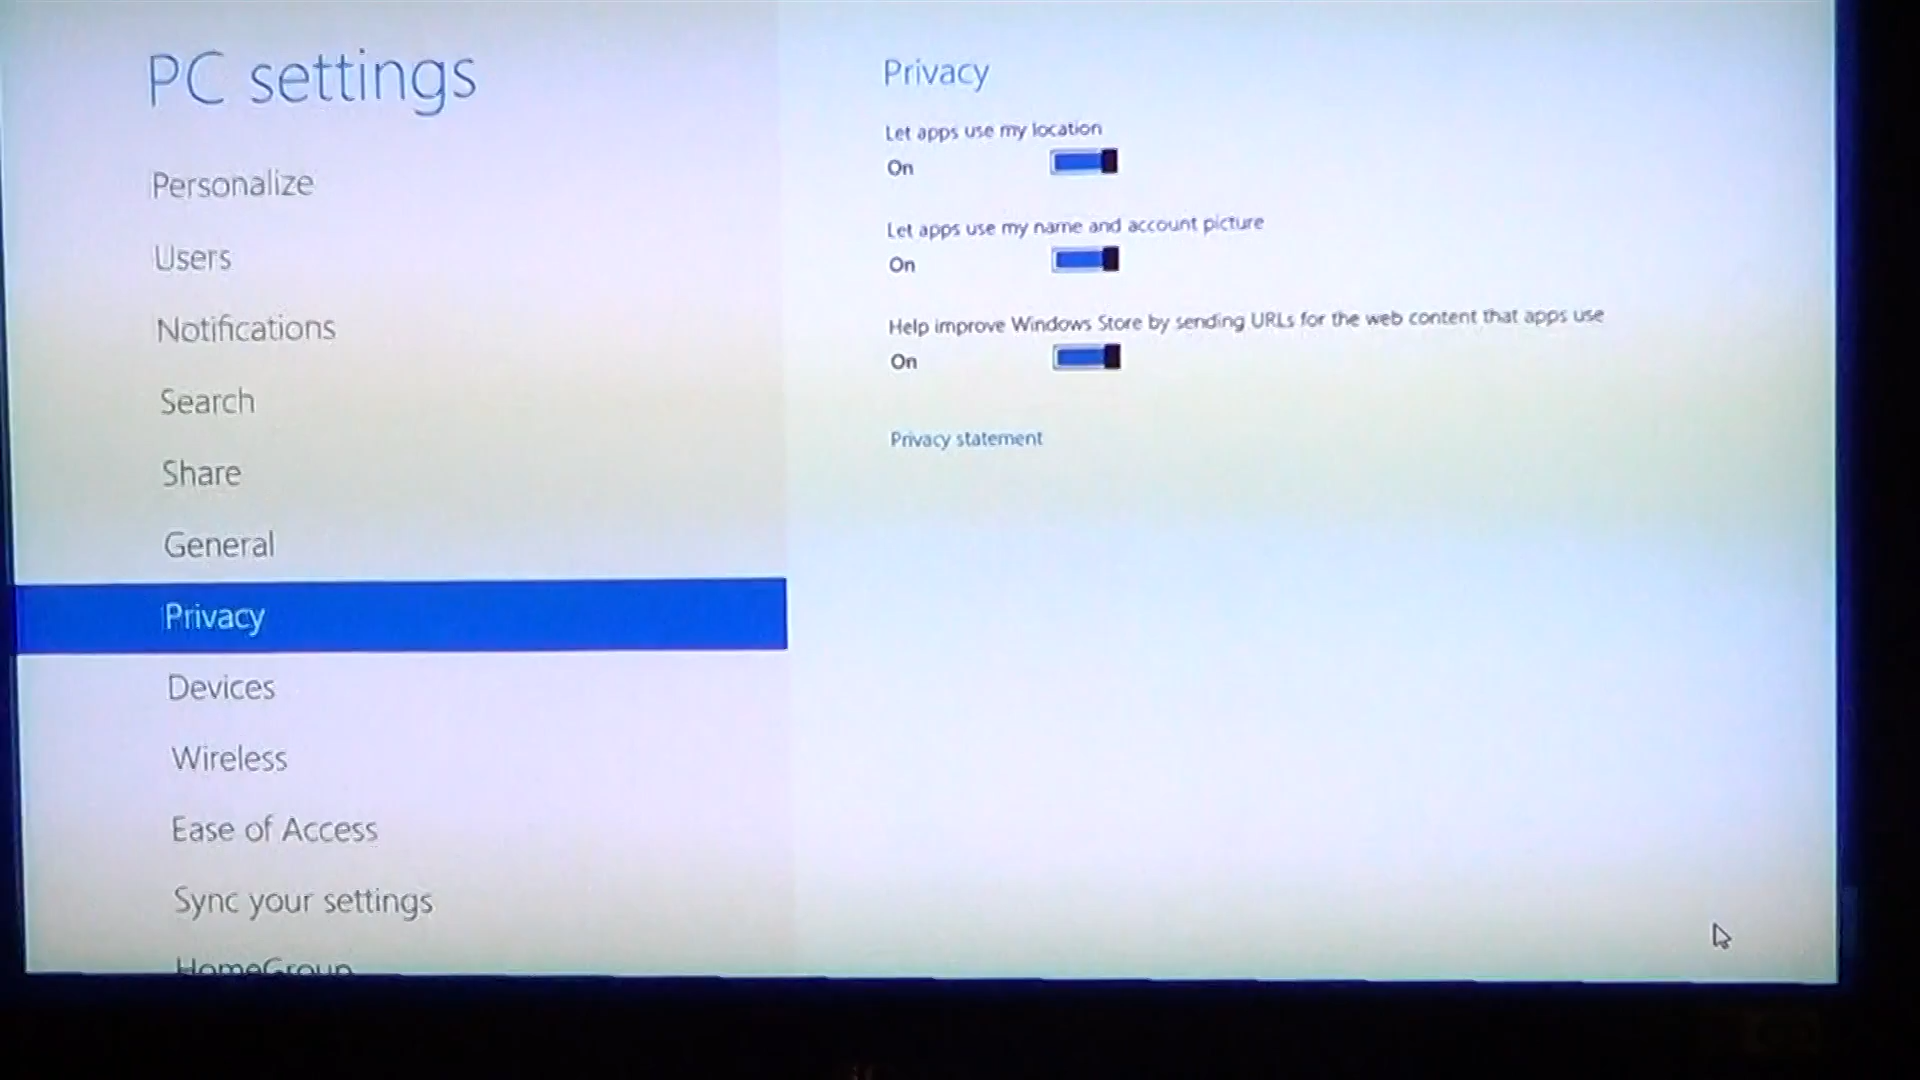 PC settings
Personalize
Users
Notifications
Search
Share
General
Privacy
Devices
Wireless
Ease of Access
Sync your settings
HomeGroup
Privacy
Let apps use my location
On
Let apps use my name and account picture
On
Help improve Windows Store by sending URLs for the web content that apps use
On
Privacy statement